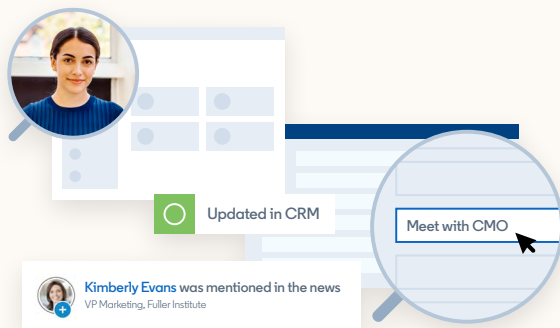 Updated in CRM
Meet with CMO
Kimberly Evans was mentioned in the news
VP Marketing, Fuller Institute